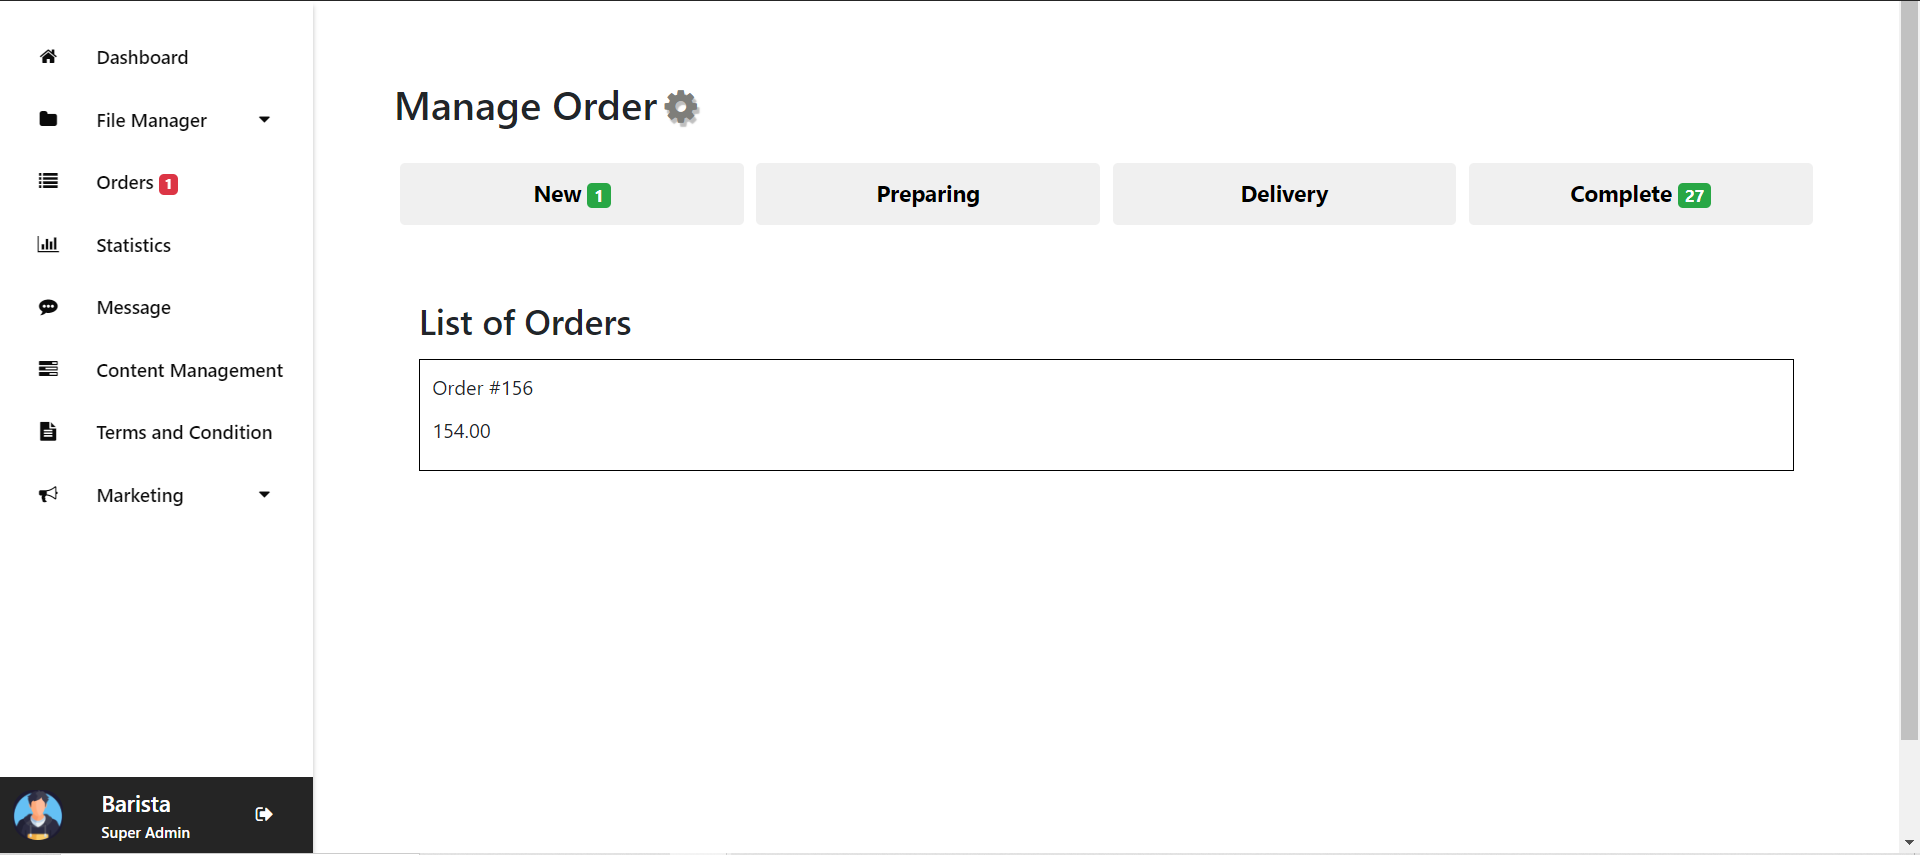 Dashboard
File Manager
Orders 1
Statistics
Message
Content Management
Terms and Condition
Marketing
Barista
Super Admin
Manage Order
New 1
Preparing
Delivery
Complete 27
List of Orders
Order #156
154.00